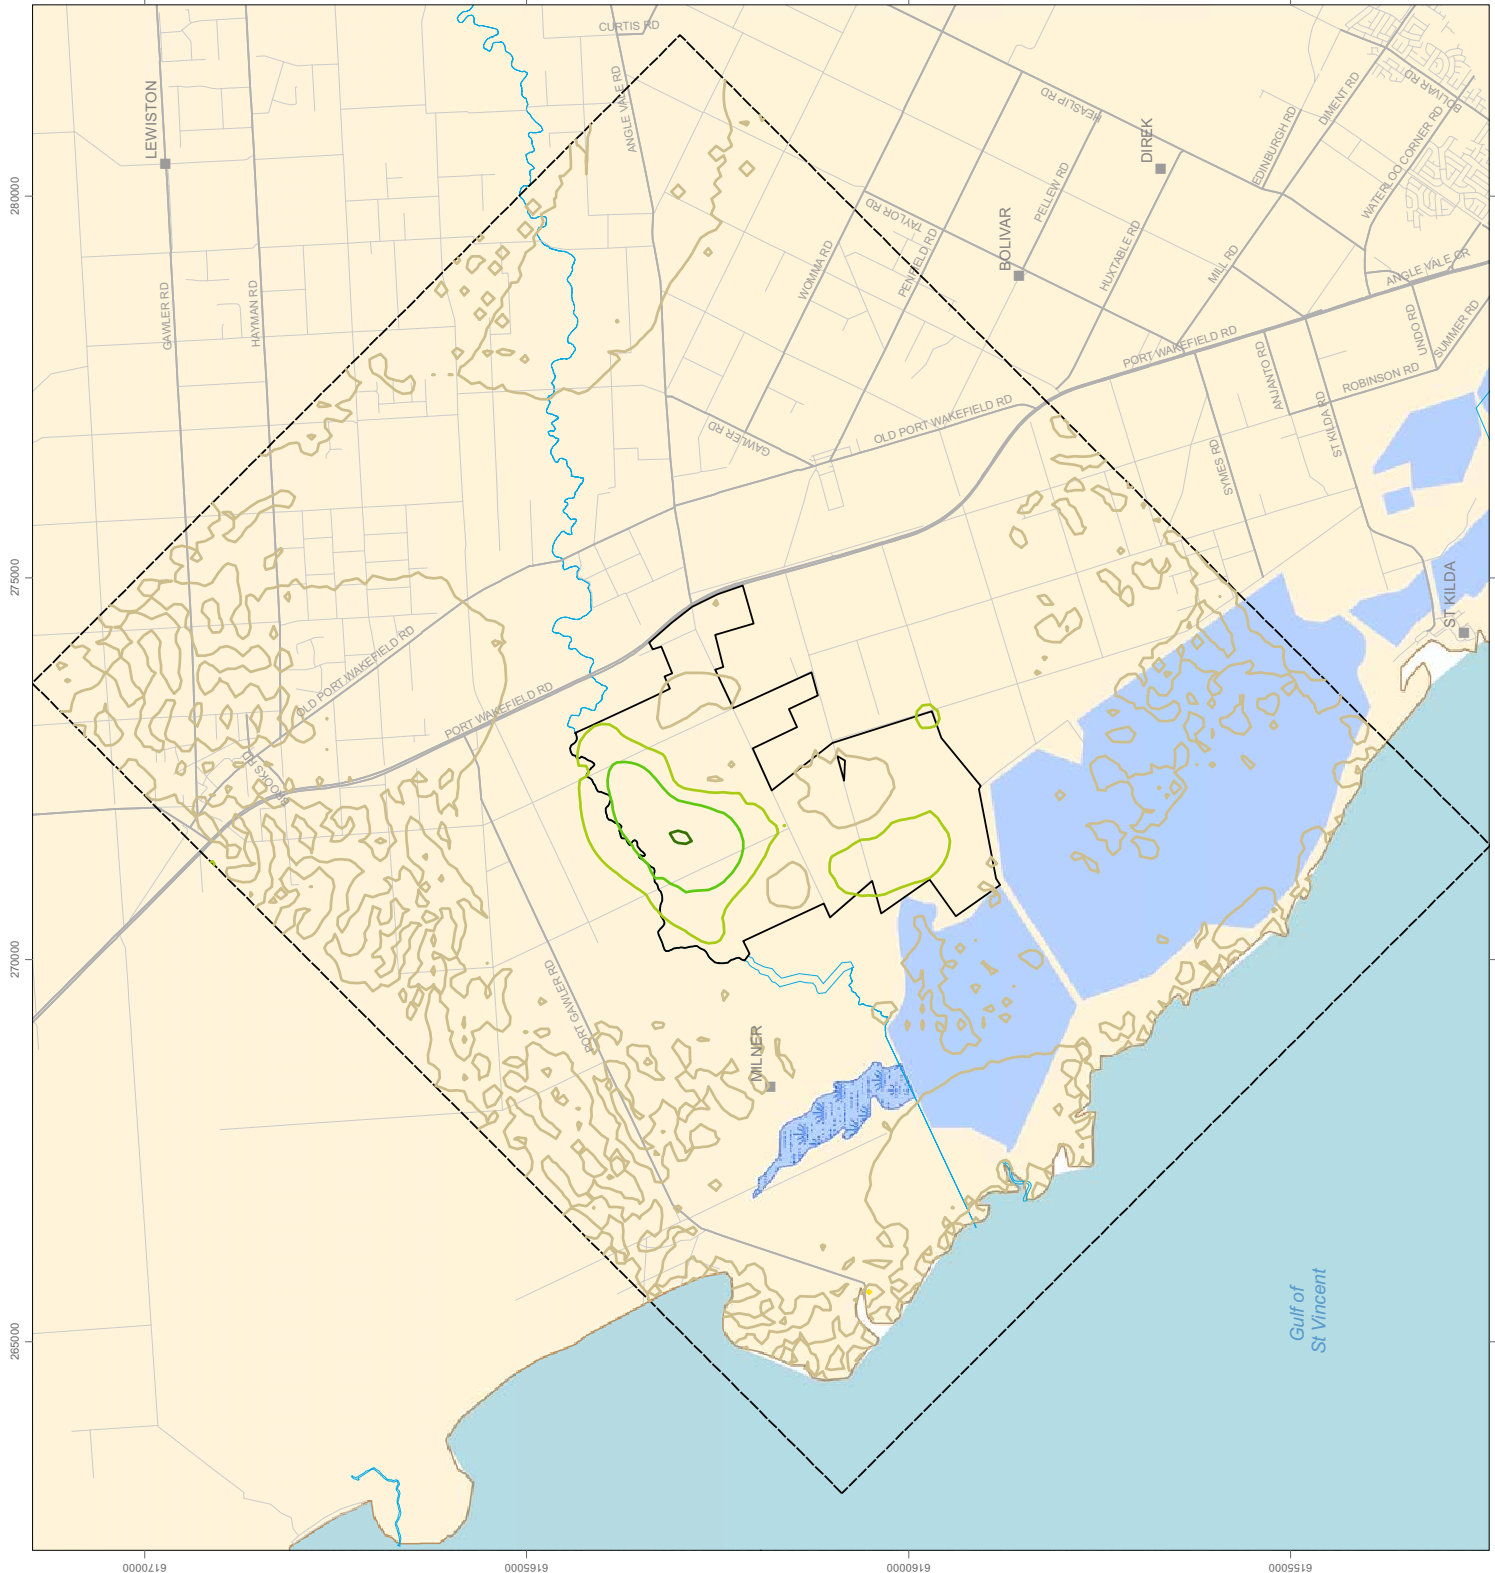 CURTIS RD
LEWISTON
ANGLE VALE RD
HEASLIP RD
DIMENT RD
BOLIVAR RD
WATERLOO CORNER RD
EDINBURGH RD
DIREK
PELLEW RD
BOLIVAR
TAYLOR RD
HUXTABLE RD
MILL RD
PENFIELD RD
WOMMA RD
ANGLE VALE CR
GAWLER RD
HAYMAN RD
PORT WAKEFIELD RD
UNDO RD
SUMMER RD
ANJANTO RD
ROBINSON RD
ST KILDA RD
SYMES RD
OLD PORT WAKEFIELD RD
GAWLER RD
ST KILDA
OLD PORT WAKEFIELD RD
PORT WAKEFIELD RD
BROOKS RD
PORT GAWLER RD
MILNER
Gulf of
St Vincent
280000
275000
270000
265000
6170000
6165000
6160000
6155000